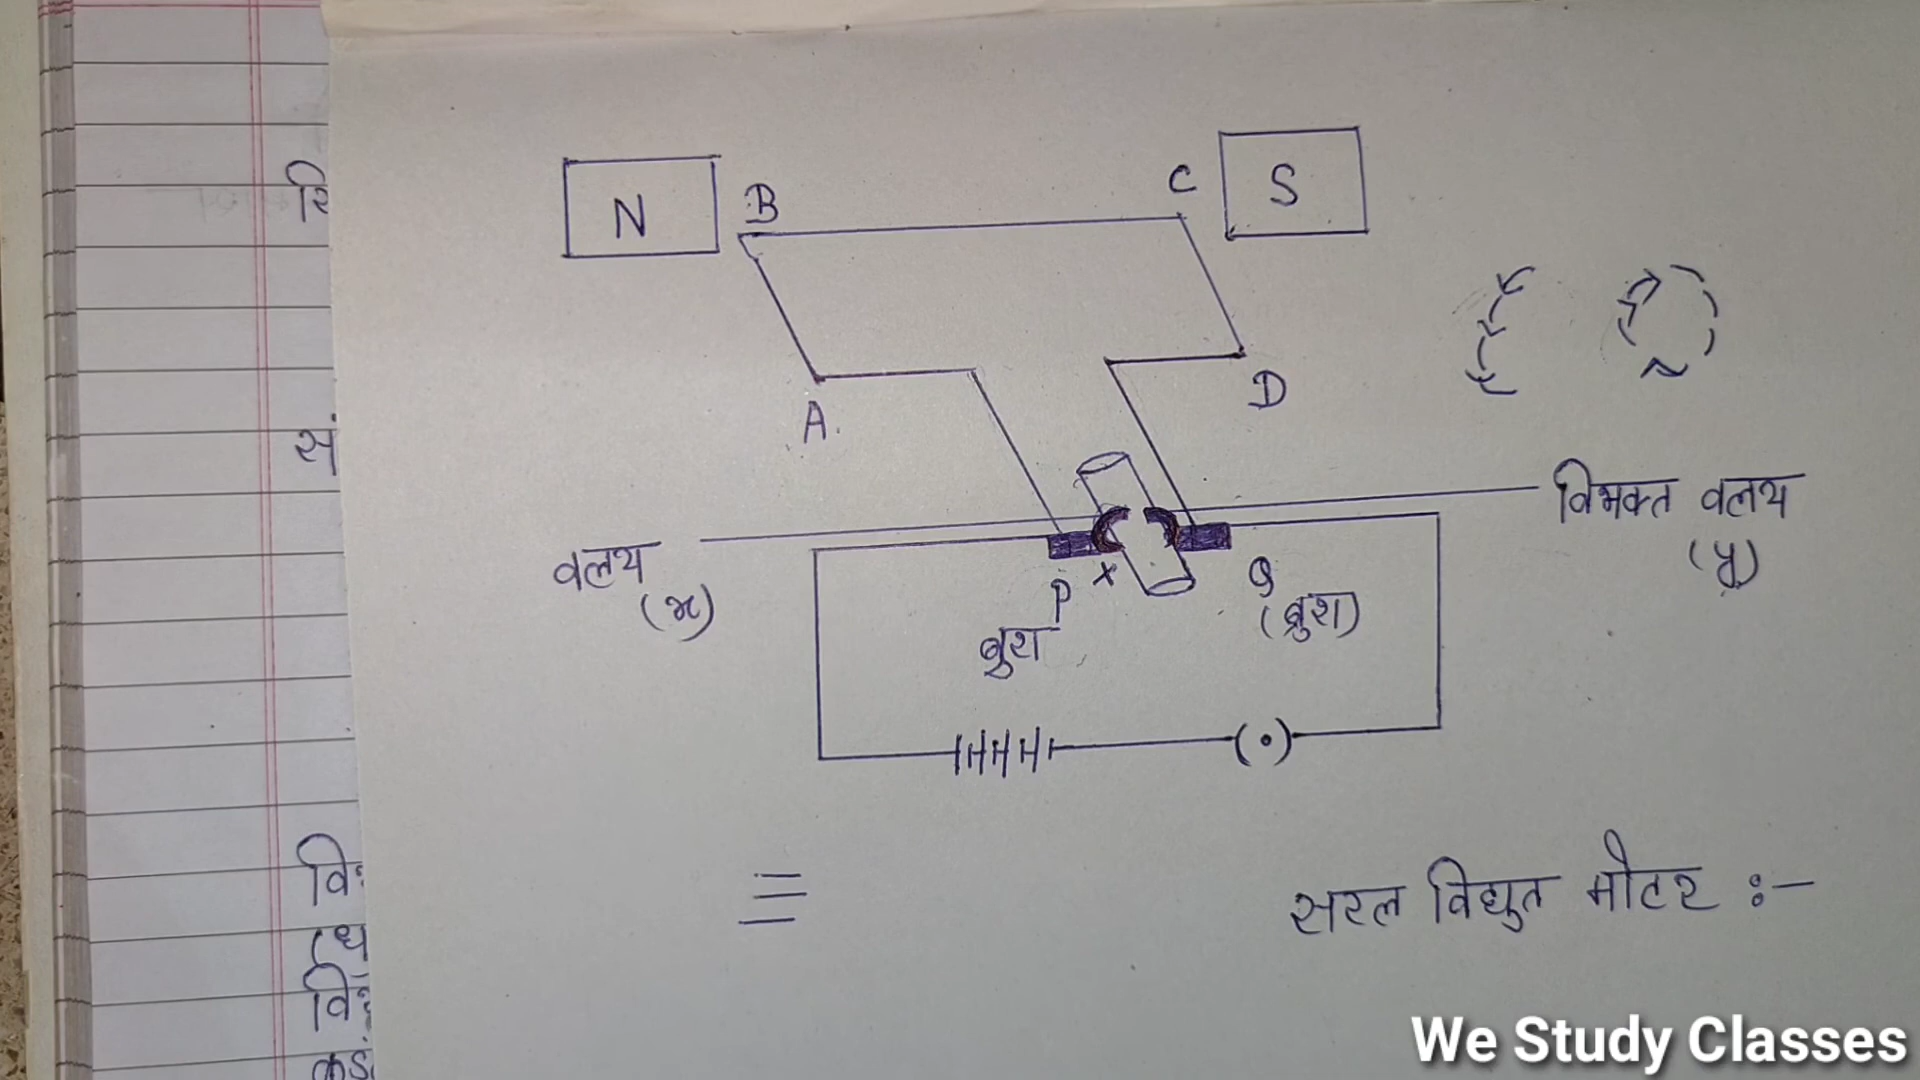 N
B
C
S
A.
D
वलय
(x)
विभक्त वलय
(y)
P
x
Q
ब्रुश
(ब्रुश)
सरल विद्युत मोटर :-
We Study Classes